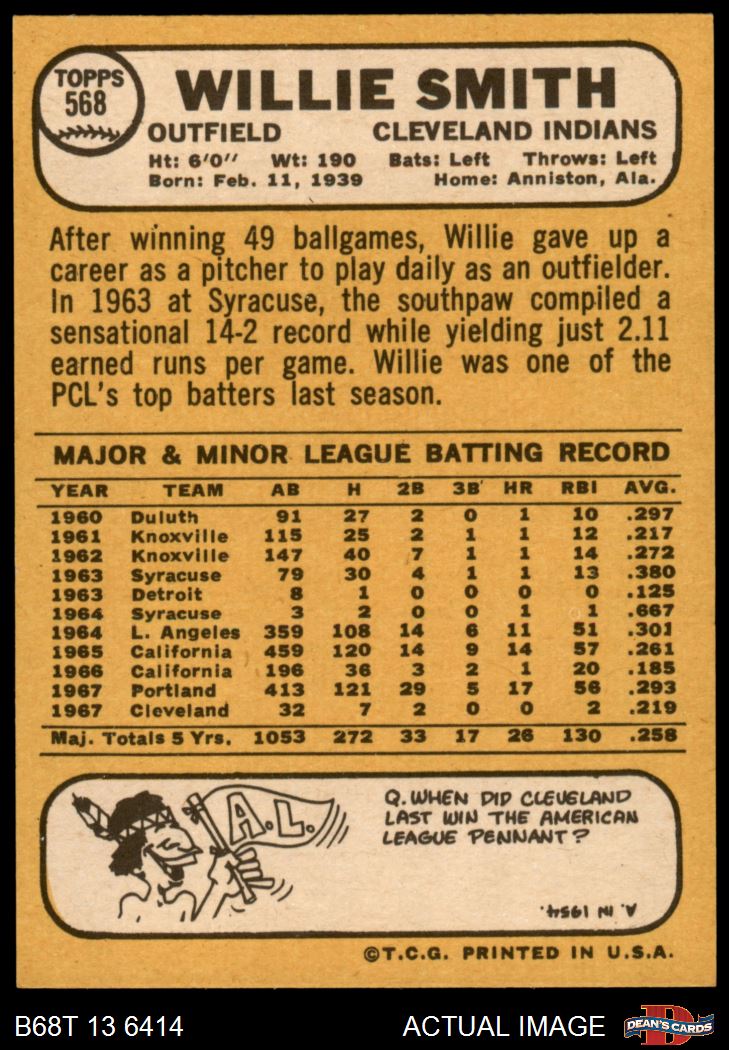 TOPPS
568
WILLIE SMITH
OUTFIELD CLEVELAND INDIANS
Ht: 6'0'' Wt: 190 Bats: Left Throws: Left
Born: Feb. 11, 1939 Home: Anniston, Ala.
After winning 49 ballgames, Willie gave up a
career as a pitcher to play daily as an outfielder.
In 1963 at Syracuse, the southpaw compiled a
sensational 14-2 record while yielding just 2.11
earned runs per game. Willie was one of the
PCL's top batters last season.
MAJOR & MINOR LEAGUE BATTING RECORD
YEAR TEAM AB H 2B 3B HR RBI AVG.
1960 Duluth 91 27 2 0 1 10 .297
1961 Knoxville 115 25 2 1 1 12 .217
1962 Knoxville 147 40 7 1 1 14 .272
1963 Syracuse 79 30 4 1 1 13 .380
1963 Detroit 8 1 0 0 0 0 .125
1964 Syracuse 3 2 0 0 1 1 .667
1964 L. Angeles 359 108 14 6 11 51 .301
1965 California 459 120 14 9 14 57 .261
1966 California 196 36 3 2 1 20 .185
1967 Portland 413 121 29 5 17 56 .293
1967 Cleveland 32 7 2 0 0 2 .219
Maj. Totals 5 Yrs. 1053 272 33 17 26 130 .258
A.L.
Q. WHEN DID CLEVELAND
LAST WIN THE AMERICAN
LEAGUE PENNANT?
A. IN 1954.
©T.C.G. PRINTED IN U.S.A.
B68T 13 6414 ACTUAL IMAGE
D
DEAN'S CARDS